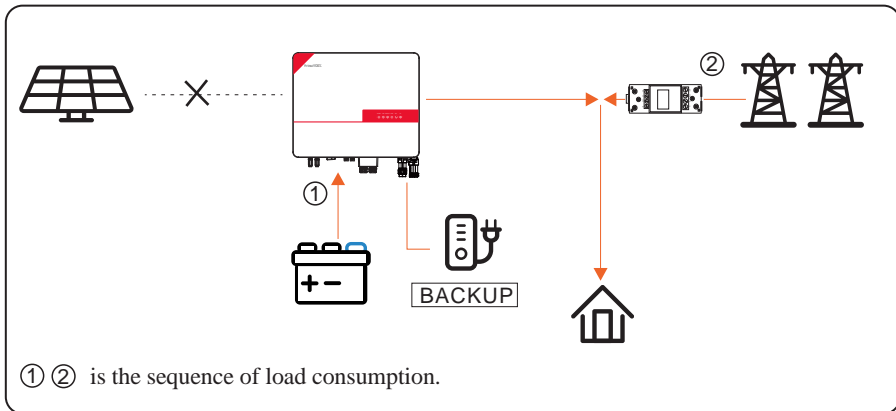 ②
①
+ -
BACKUP
① ② is the sequence of load consumption.